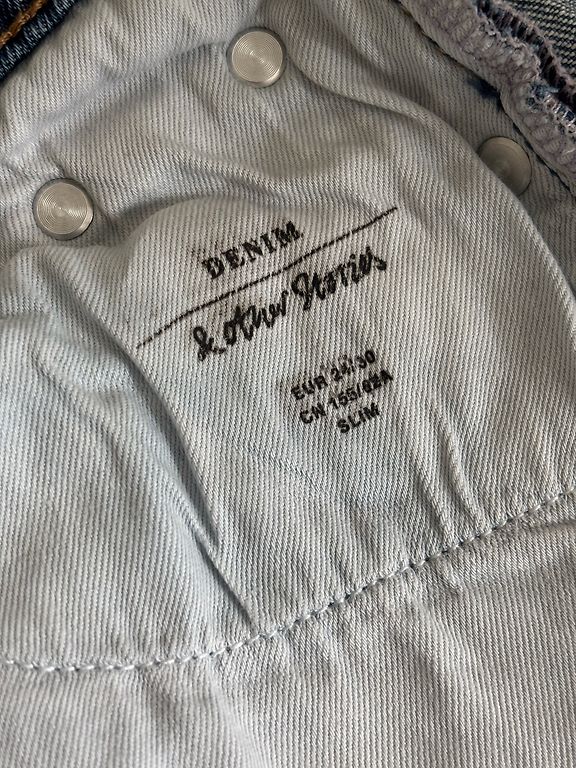 DENIM
& other Stories
EUR 24/30
CN 155/62A
SLIM